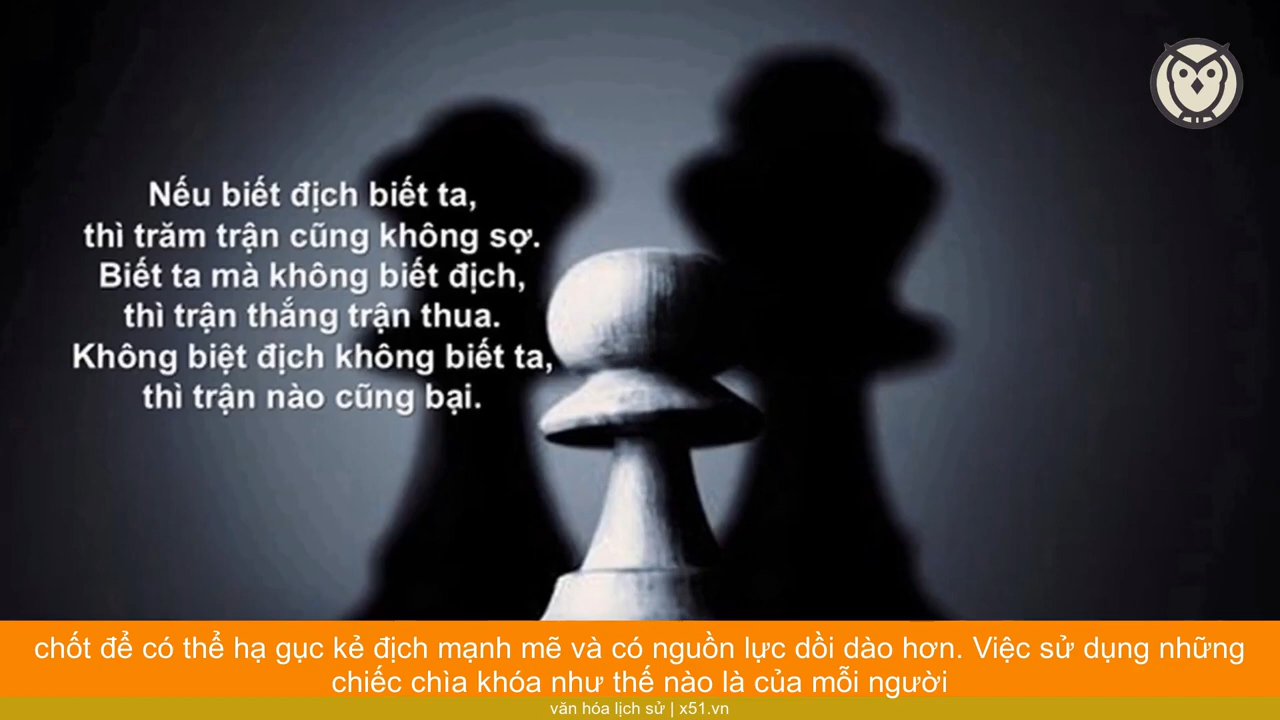 Nếu biết địch biết ta,
thì trăm trận cũng không sợ.
Biết ta mà không biết địch,
thì trận thắng trận thua.
Không biệt địch không biết ta,
thì trận nào cũng bại.
chốt để có thể hạ gục kẻ địch mạnh mẽ và có nguồn lực dồi dào hơn. Việc sử dụng những
chiếc chìa khóa như thế nào là của mỗi người
văn hóa lịch sử | x51.vn